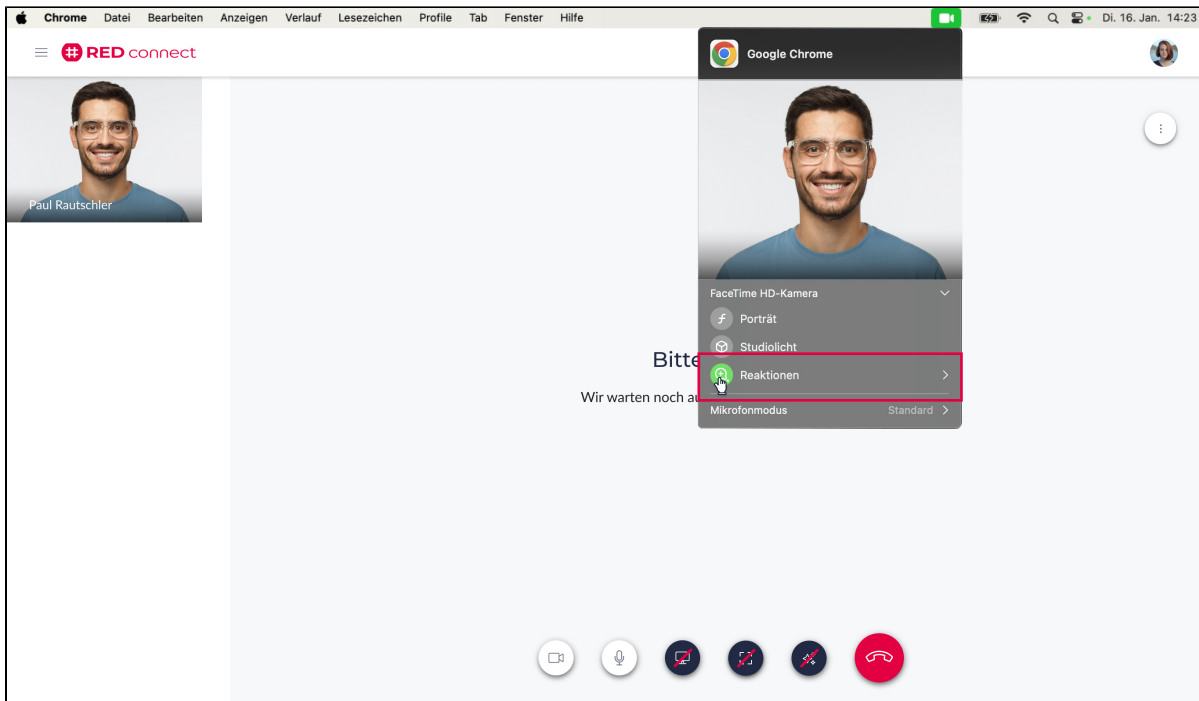 Chrome Datei Bearbeiten Anzeigen Verlauf Lesezeichen Profile Tab Fenster Hilfe Di. 16. Jan. 14:23
RED connect
Google Chrome
Paul Rautschler
FaceTime HD-Kamera
Porträt
Studiolicht
Bitte
Reaktionen
Wir warten noch au
Mikrofonmodus Standard